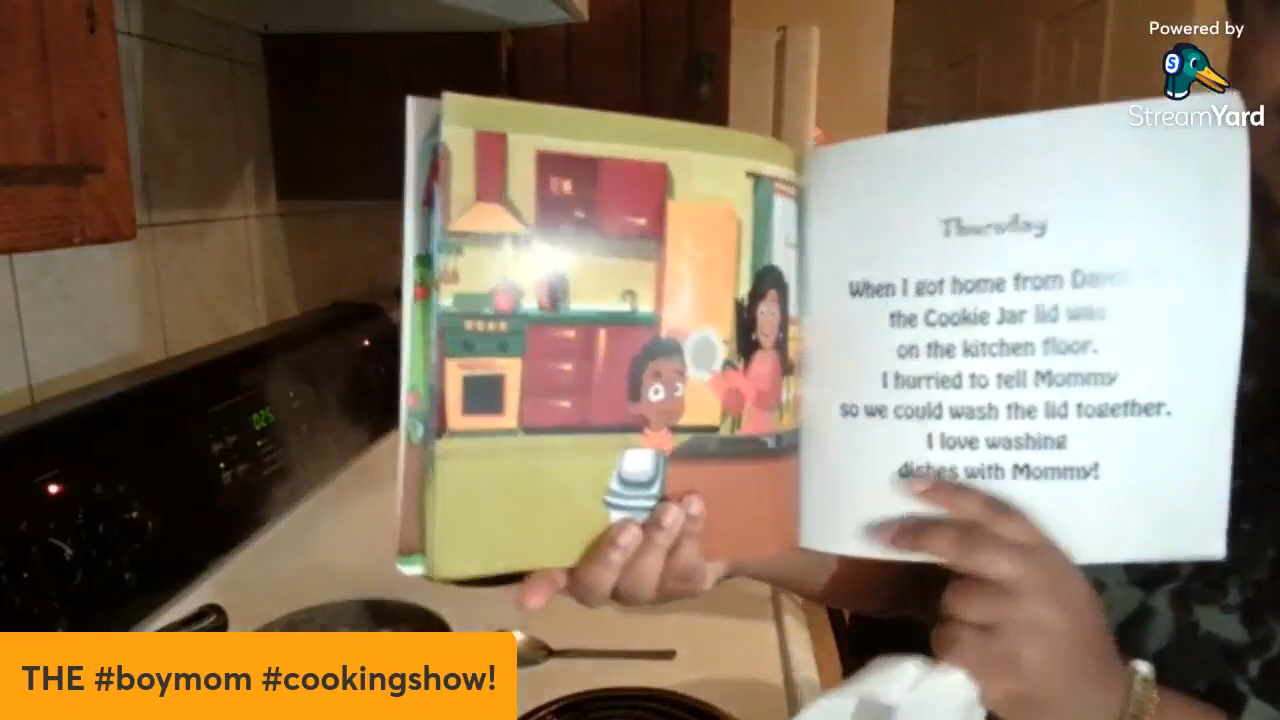 Powered by
StreamYard
Thursday
When I got home from
the Cookie Jar lid was
on the kitchen floor.
I hurried to tell Mommy
so we could wash the lid together.
I love washing
dishes with Mommy!
THE #boymom #cookingshow!